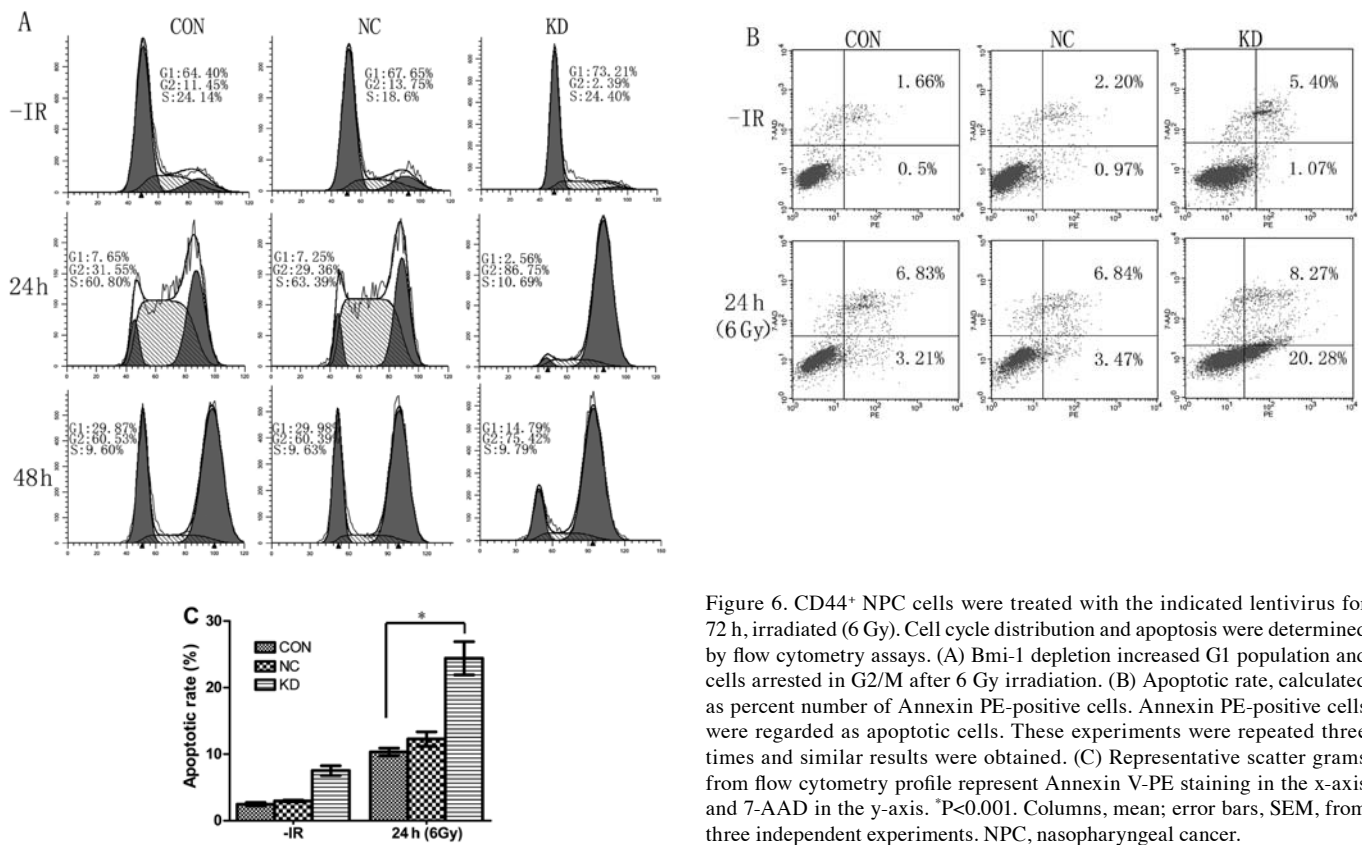 A
CON
NC
KD
-IR
G1:64.40%
G2:11.45%
S:24.14%
G1:67.65%
G2:13.75%
S:18.6%
G1:73.21%
G2:2.39%
S:24.40%
24h
G1:7.65%
G2:31.55%
S:60.80%
G1:7.25%
G2:29.36%
S:63.39%
G1:2.56%
G2:86.75%
S:10.69%
48h
G1:29.87%
G2:60.53%
S:9.60%
G1:29.98%
G2:60.39%
S:9.63%
G1:14.79%
G2:75.42%
S:9.79%
B
CON
NC
KD
-IR
1.66%
0.5%
2.20%
0.97%
5.40%
1.07%
7-AAD
PE
24h
(6Gy)
6.83%
3.21%
6.84%
3.47%
8.27%
20.28%
C
Apoptotic rate (%)
30
20
10
0
CON
NC
KD
*
-IR
24h (6Gy)
Figure 6. CD44+ NPC cells were treated with the indicated lentivirus for
72 h, irradiated (6 Gy). Cell cycle distribution and apoptosis were determined
by flow cytometry assays. (A) Bmi-1 depletion increased G1 population and
cells arrested in G2/M after 6 Gy irradiation. (B) Apoptotic rate, calculated
as percent number of Annexin PE-positive cells. Annexin PE-positive cells
were regarded as apoptotic cells. These experiments were repeated three
times and similar results were obtained. (C) Representative scatter grams
from flow cytometry profile represent Annexin V-PE staining in the x-axis
and 7-AAD in the y-axis. *P<0.001. Columns, mean; error bars, SEM, from
three independent experiments. NPC, nasopharyngeal cancer.